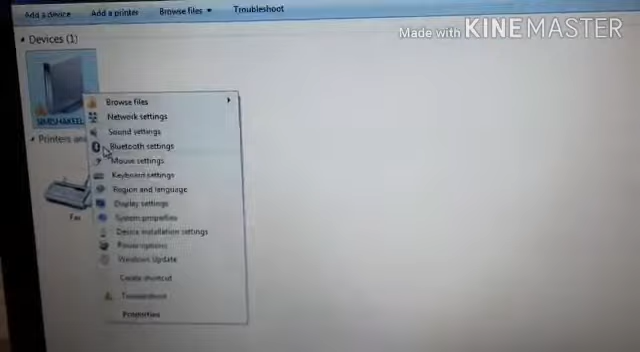 Add a device Add a printer Browse files Troubleshoot
Made with KINEMASTER
Devices (1)
Browse files
SIMISHAKEEL
Network settings
Sound settings
Printers and
Bluetooth settings
Mouse settings
Keyboard settings
Region and language
Display settings
Fax
System properties
Device installation settings
Power options
Windows Update
Create shortcut
Troubleshoot
Properties